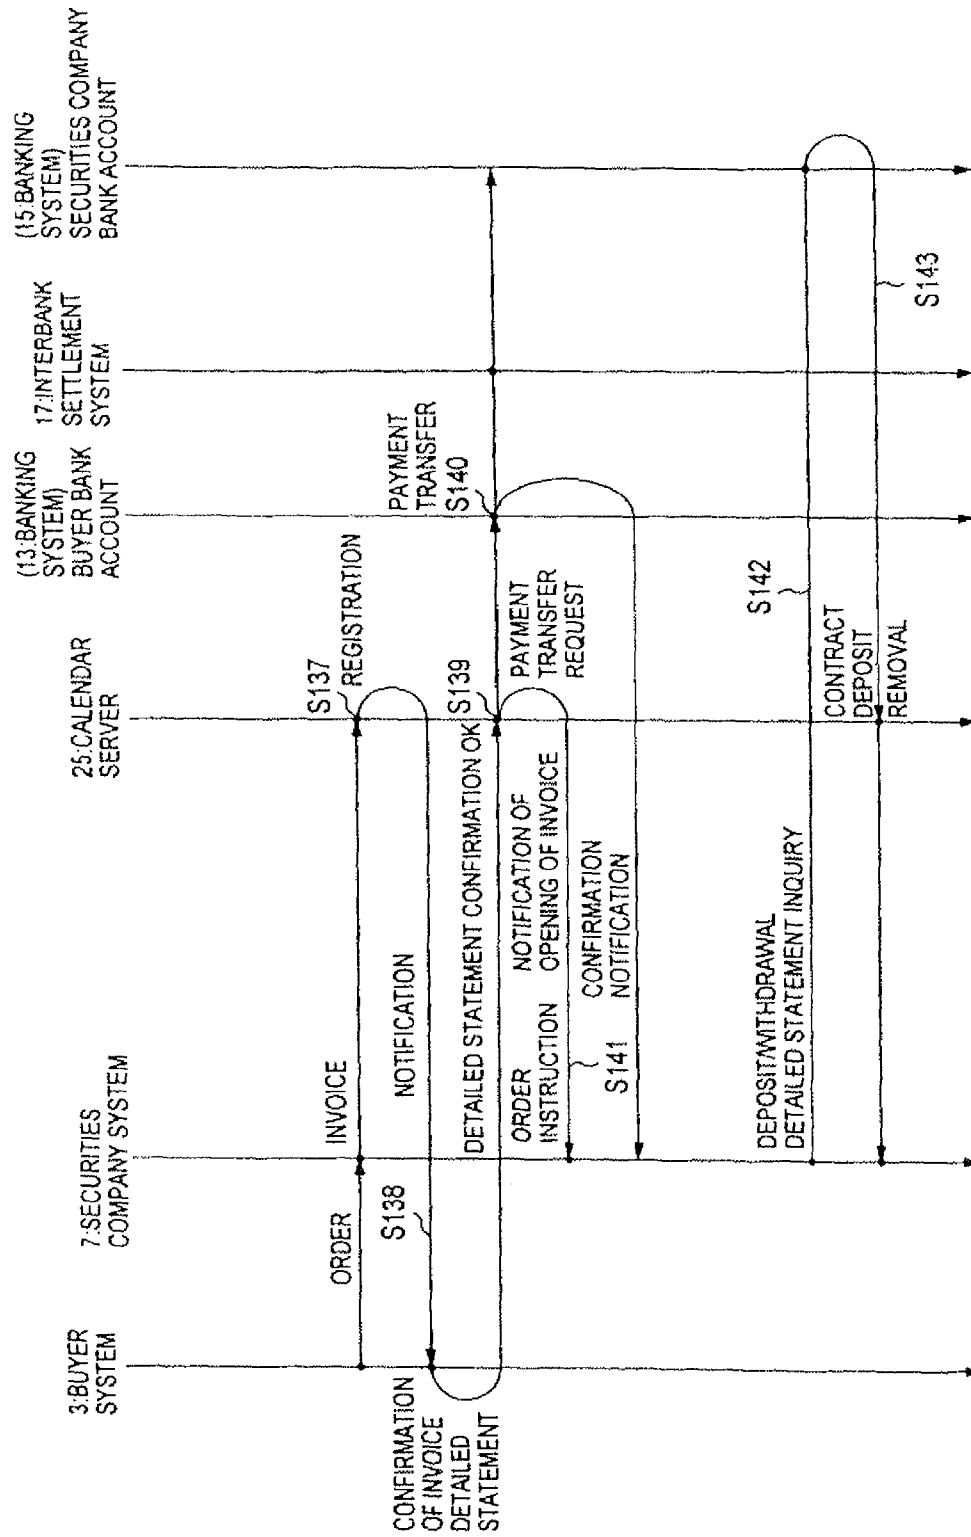 3:BUYER
SYSTEM
7:SECURITIES
COMPANY SYSTEM
25:CALENDAR
SERVER
(13:BANKING
SYSTEM)
BUYER BANK
ACCOUNT
17:INTERBANK
SETTLEMENT
SYSTEM
(15:BANKING
SYSTEM)
SECURITIES COMPANY
BANK ACCOUNT
ORDER
INVOICE
S137
REGISTRATION
S138
NOTIFICATION
CONFIRMATION
OF INVOICE
DETAILED
STATEMENT
DETAILED STATEMENT CONFIRMATION OK
S139
PAYMENT
TRANSFER
REQUEST
PAYMENT
TRANSFER
S140
ORDER
INSTRUCTION
NOTIFICATION OF
OPENING OF INVOICE
S141
CONFIRMATION
NOTIFICATION
DEPOSIT/WITHDRAWAL
DETAILED STATEMENT INQUIRY
S142
CONTRACT
DEPOSIT
REMOVAL
S143